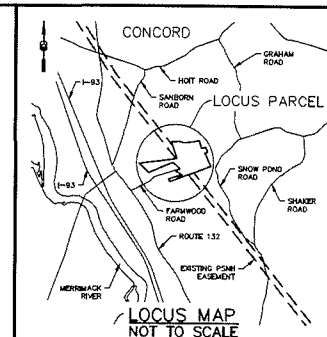 CONCORD
GRAHAM
ROAD
HOIT ROAD
I-93
SANBORN
ROAD
LOCUS PARCEL
I-93
SNOW POND
ROAD
SHAKER
ROAD
FARMWOOD
ROAD
ROUTE 132
EXISTING PSNH
EASEMENT
MERRIMACK
RIVER
LOCUS MAP
NOT TO SCALE